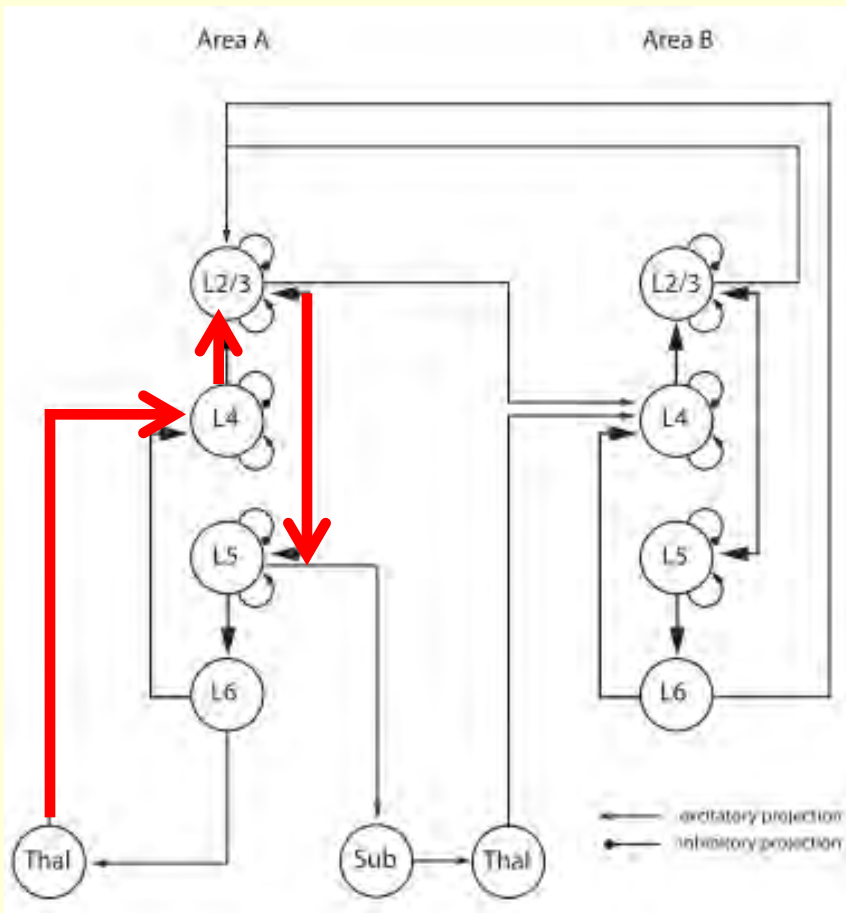 Area A
Area B
L2/3
L2/3
L4
L4
L5
L5
L6
L6
Thal
Sub
Thal
excitatory projection
inhibitory projection